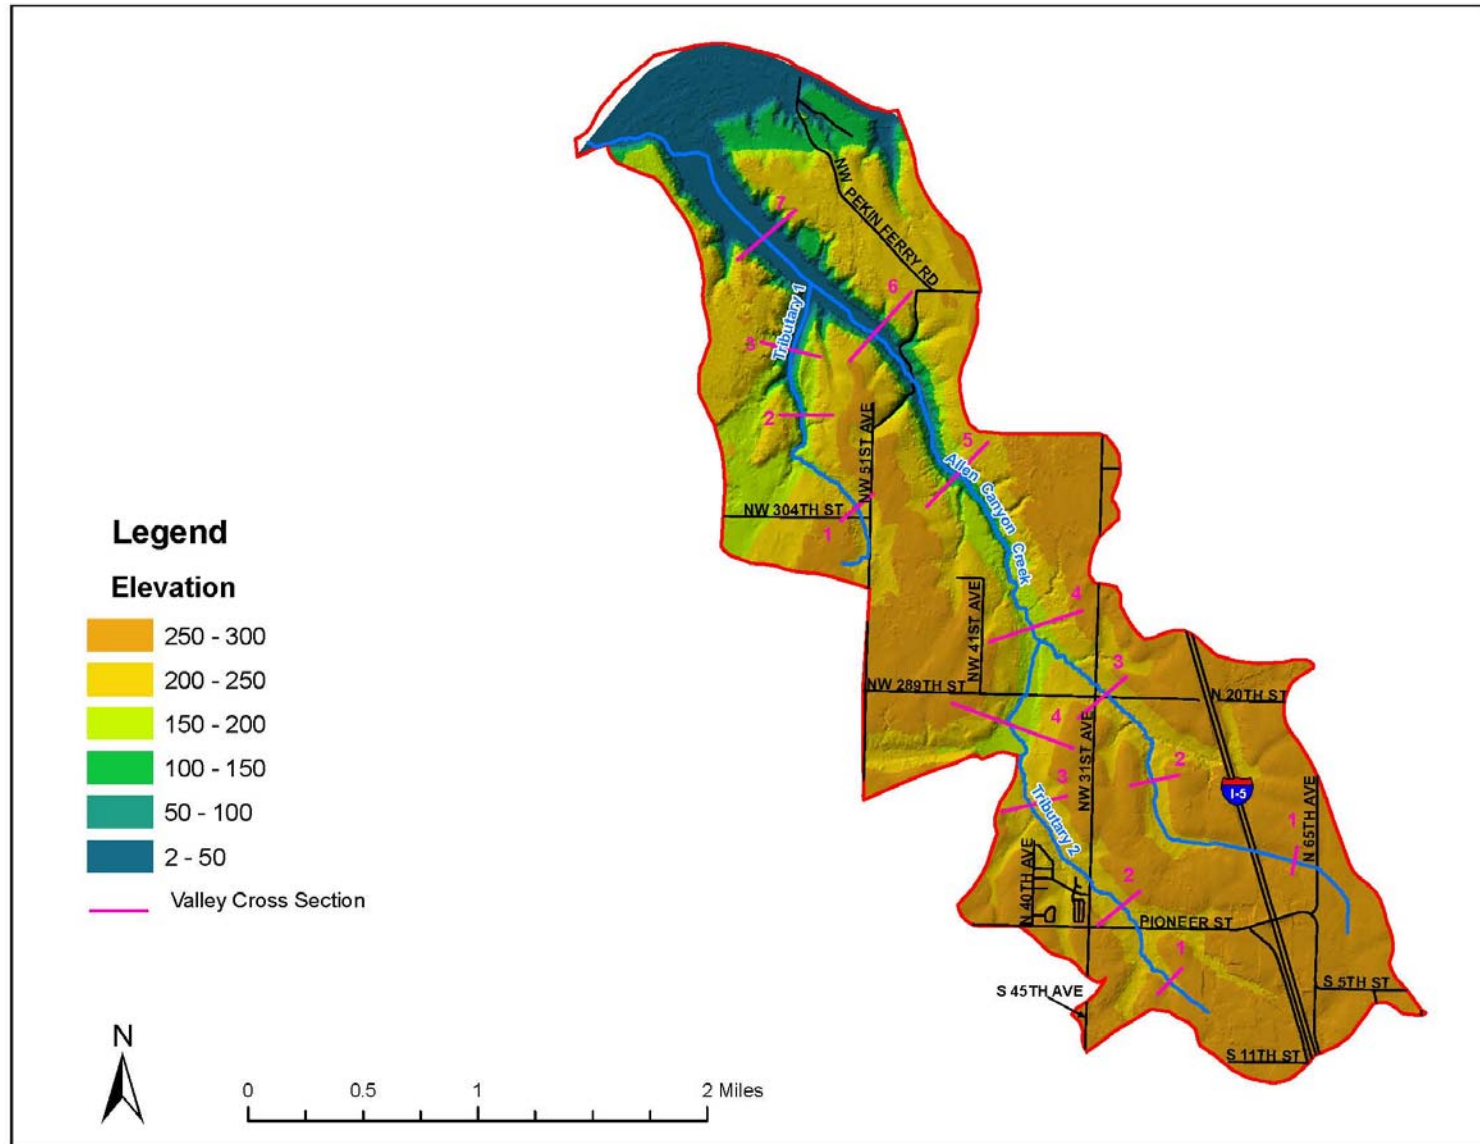 7
NW PEKIN FERRY RD
6
Tributary 1
3
2
NW 51ST AVE
5
Allen Canyon Creek
NW 304TH ST
1
4
NW 41ST AVE
3
NW 289TH ST
N 20TH ST
4
NW 31ST AVE
2
3
I-5
Tributary 2
1
N 65TH AVE
N 40TH AVE
2
PIONEER ST
1
S 45TH AVE
S 5TH ST
S 11TH ST
Legend
Elevation
250 - 300
200 - 250
150 - 200
100 - 150
50 - 100
2 - 50
Valley Cross Section
N
0 0.5 1 2 Miles